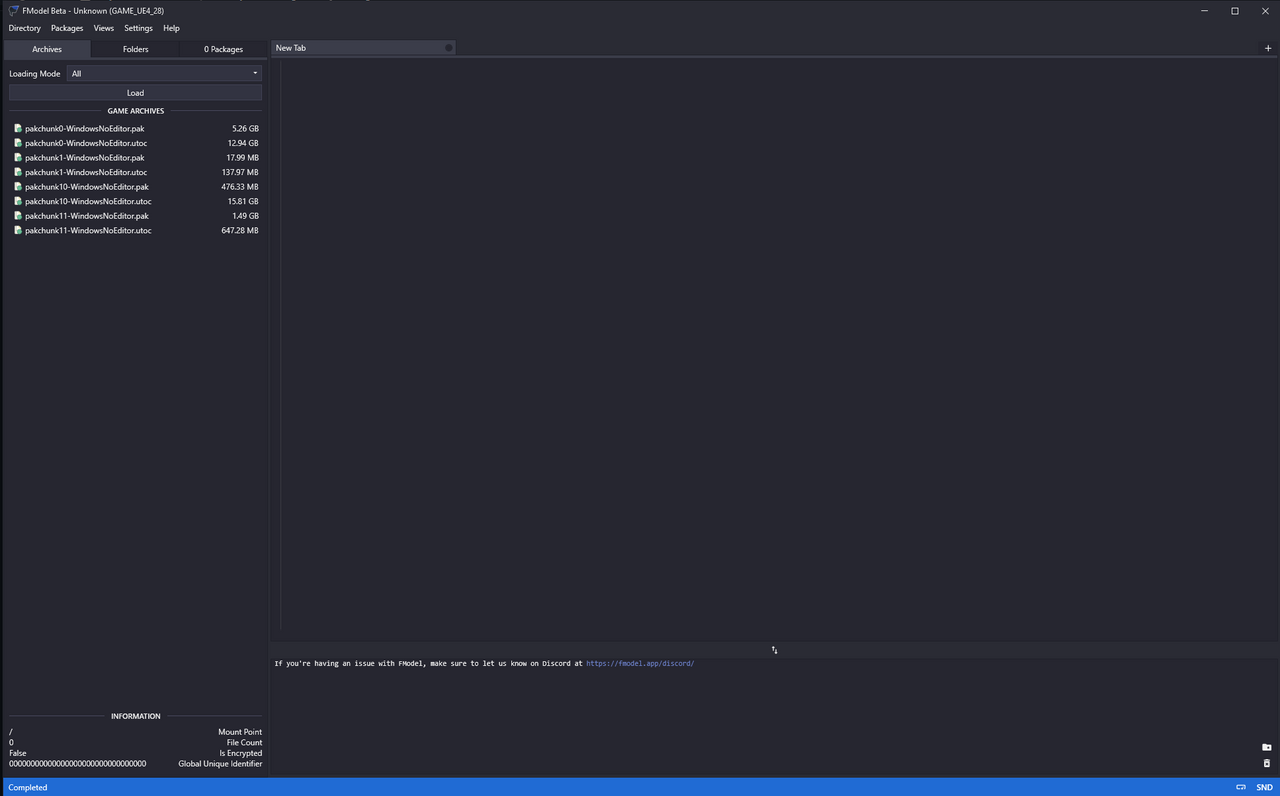 FModel Beta - Unknown (GAME_UE4_28)
Directory Packages Views Settings Help
Archives Folders 0 Packages
New Tab
Loading Mode All
Load
GAME ARCHIVES
pakchunk0-WindowsNoEditor.pak 5.26 GB
pakchunk0-WindowsNoEditor.utoc 12.94 GB
pakchunk1-WindowsNoEditor.pak 17.99 MB
pakchunk1-WindowsNoEditor.utoc 137.97 MB
pakchunk10-WindowsNoEditor.pak 476.33 MB
pakchunk10-WindowsNoEditor.utoc 15.81 GB
pakchunk11-WindowsNoEditor.pak 1.49 GB
pakchunk11-WindowsNoEditor.utoc 647.28 MB
If you're having an issue with FModel, make sure to let us know on Discord at https://fmodel.app/discord/
INFORMATION
/ Mount Point
0 File Count
False Is Encrypted
00000000000000000000000000000000 Global Unique Identifier
Completed SND